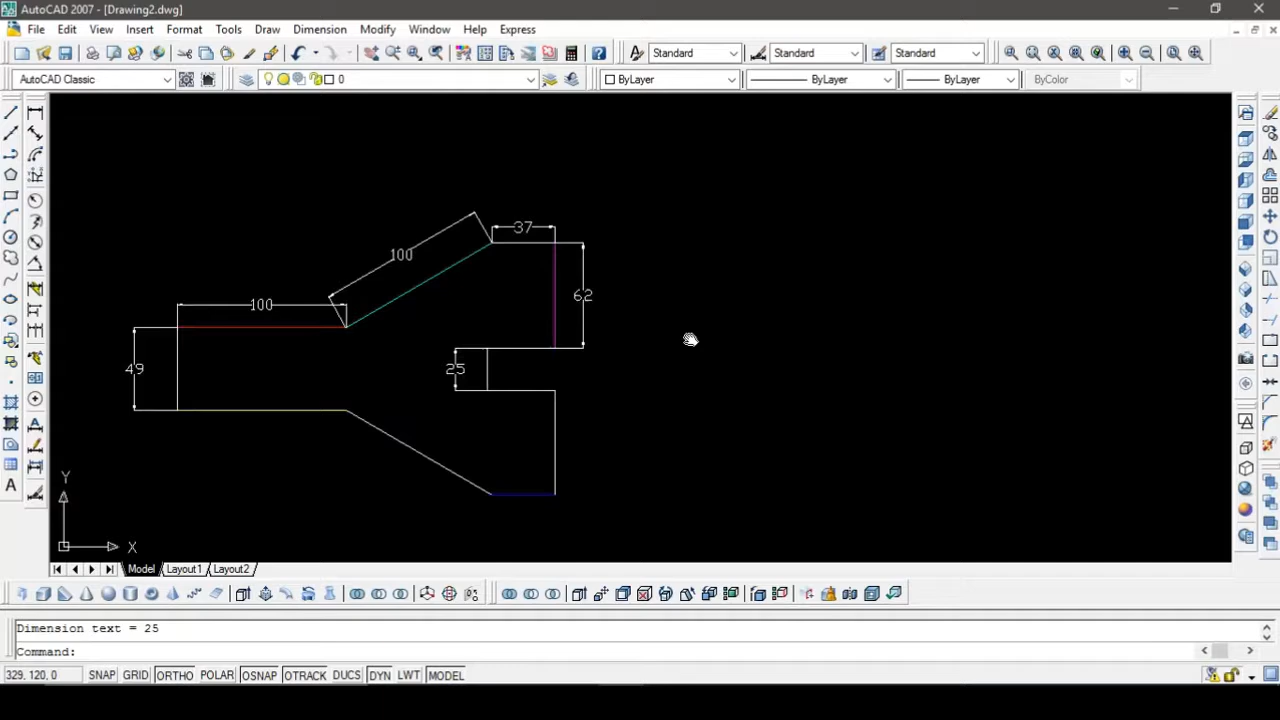 AutoCAD 2007 - [Drawing2.dwg]
File Edit View Insert Format Tools Draw Dimension Modify Window Help Express
Standard Standard Standard
AutoCAD Classic 0 ByLayer ByLayer ByLayer ByColor
37
100
62
100
49
25
Y
X
Model Layout1 Layout2
Dimension text = 25
Command:
329, 120, 0 SNAP GRID ORTHO POLAR OSNAP OTRACK DUCS DYN LWT MODEL